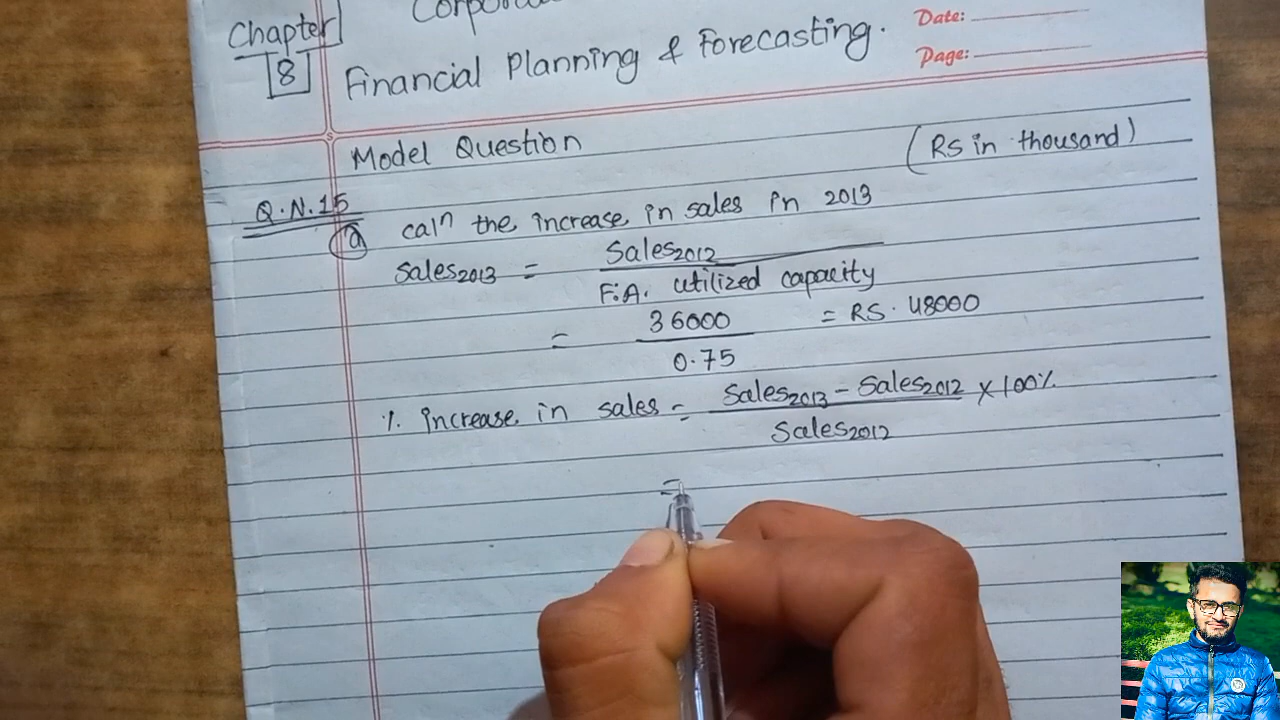 Chapter
8
Financial Planning & Forecasting.
Date:
Page:
Model Question
(RS in thousand)
Q.N.15
a
calⁿ the increase in sales in 2013
Sales2013 = Sales2012
F.A. utilized capacity
= 36000 = RS. 48000
0.75
% increase in sales = Sales2013 - Sales2012 × 100%
Sales2012
=